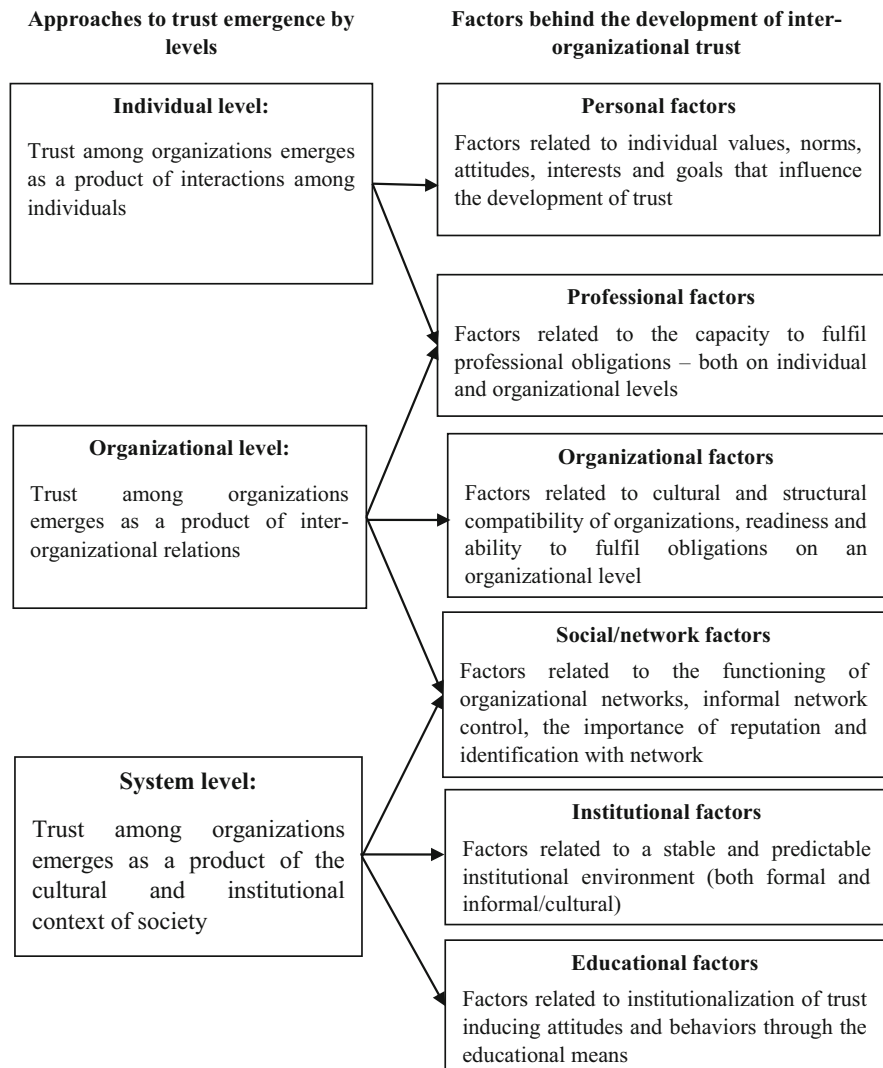 Approaches to trust emergence by
levels
Factors behind the development of inter-
organizational trust
Individual level:
Trust among organizations emerges
as a product of interactions among
individuals
Personal factors
Factors related to individual values, norms,
attitudes, interests and goals that influence
the development of trust
Professional factors
Factors related to the capacity to fulfil
professional obligations – both on individual
and organizational levels
Organizational level:
Trust among organizations
emerges as a product of inter-
organizational relations
Organizational factors
Factors related to cultural and structural
compatibility of organizations, readiness and
ability to fulfil obligations on an
organizational level
Social/network factors
Factors related to the functioning of
organizational networks, informal network
control, the importance of reputation and
identification with network
System level:
Trust among organizations
emerges as a product of the
cultural and institutional
context of society
Institutional factors
Factors related to a stable and predictable
institutional environment (both formal and
informal/cultural)
Educational factors
Factors related to institutionalization of trust
inducing attitudes and behaviors through the
educational means